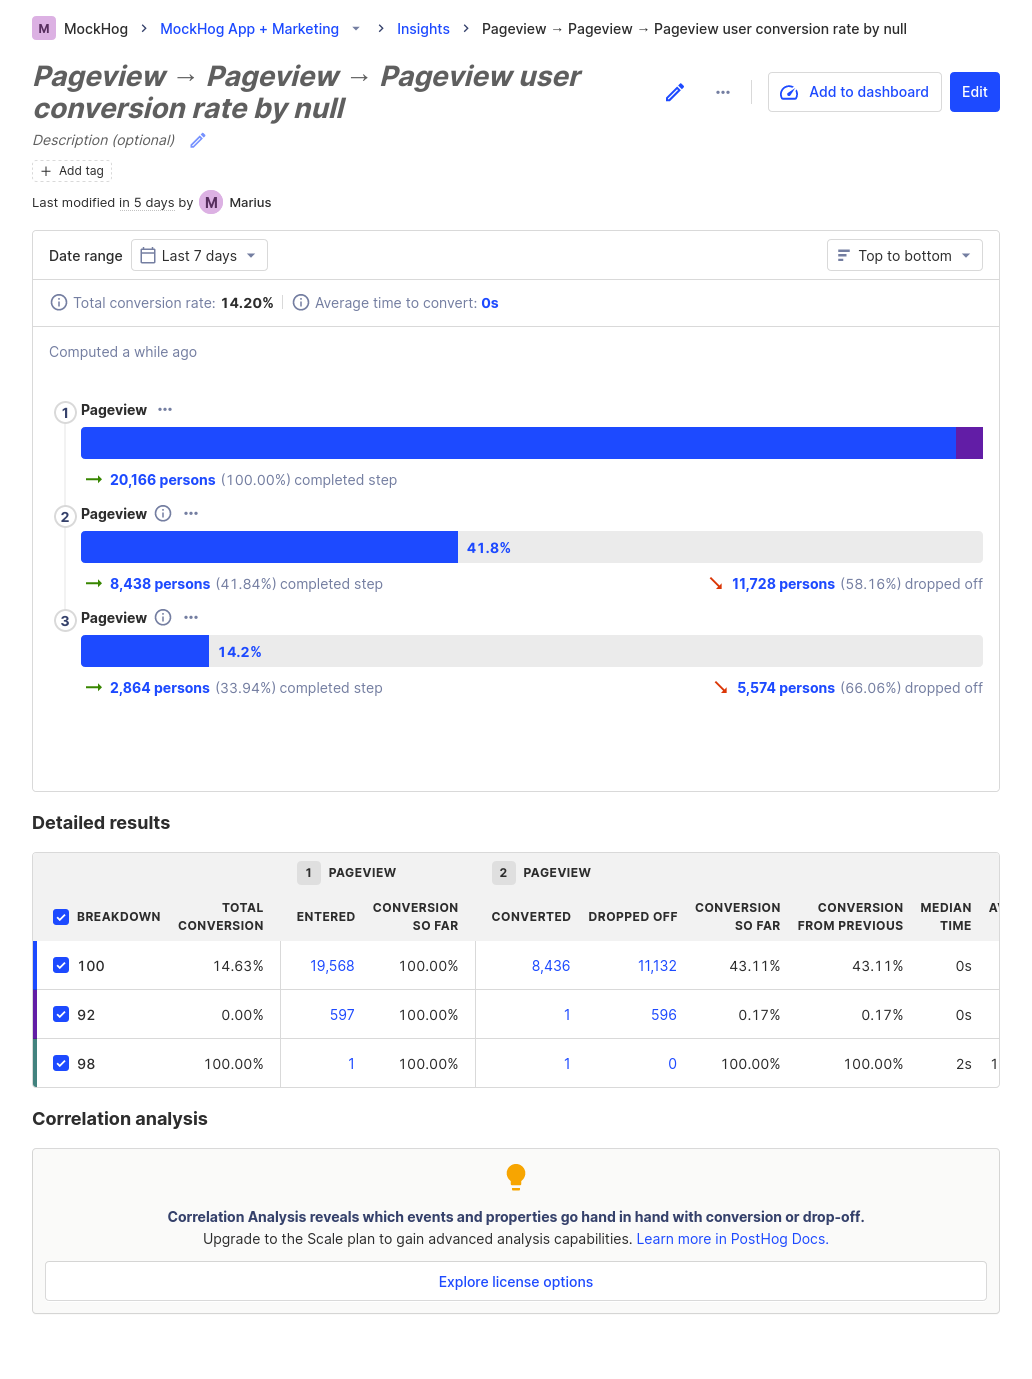 M MockHog > MockHog App + Marketing > Insights > Pageview → Pageview → Pageview user conversion rate by null
Pageview → Pageview → Pageview user
conversion rate by null
Add to dashboard
Edit
Description (optional)
+ Add tag
Last modified in 5 days by M Marius
Date range Last 7 days Top to bottom
Total conversion rate: 14.20% Average time to convert: 0s
Computed a while ago
1 Pageview
20,166 persons (100.00%) completed step
2 Pageview
41.8%
8,438 persons (41.84%) completed step 11,728 persons (58.16%) dropped off
3 Pageview
14.2%
2,864 persons (33.94%) completed step 5,574 persons (66.06%) dropped off
Detailed results
1 PAGEVIEW 2 PAGEVIEW
BREAKDOWN TOTAL CONVERSION ENTERED CONVERSION SO FAR CONVERTED DROPPED OFF CONVERSION SO FAR CONVERSION FROM PREVIOUS MEDIAN TIME
100 14.63% 19,568 100.00% 8,436 11,132 43.11% 43.11% 0s
92 0.00% 597 100.00% 1 596 0.17% 0.17% 0s
98 100.00% 1 100.00% 1 0 100.00% 100.00% 2s
Correlation analysis
Correlation Analysis reveals which events and properties go hand in hand with conversion or drop-off.
Upgrade to the Scale plan to gain advanced analysis capabilities. Learn more in PostHog Docs.
Explore license options